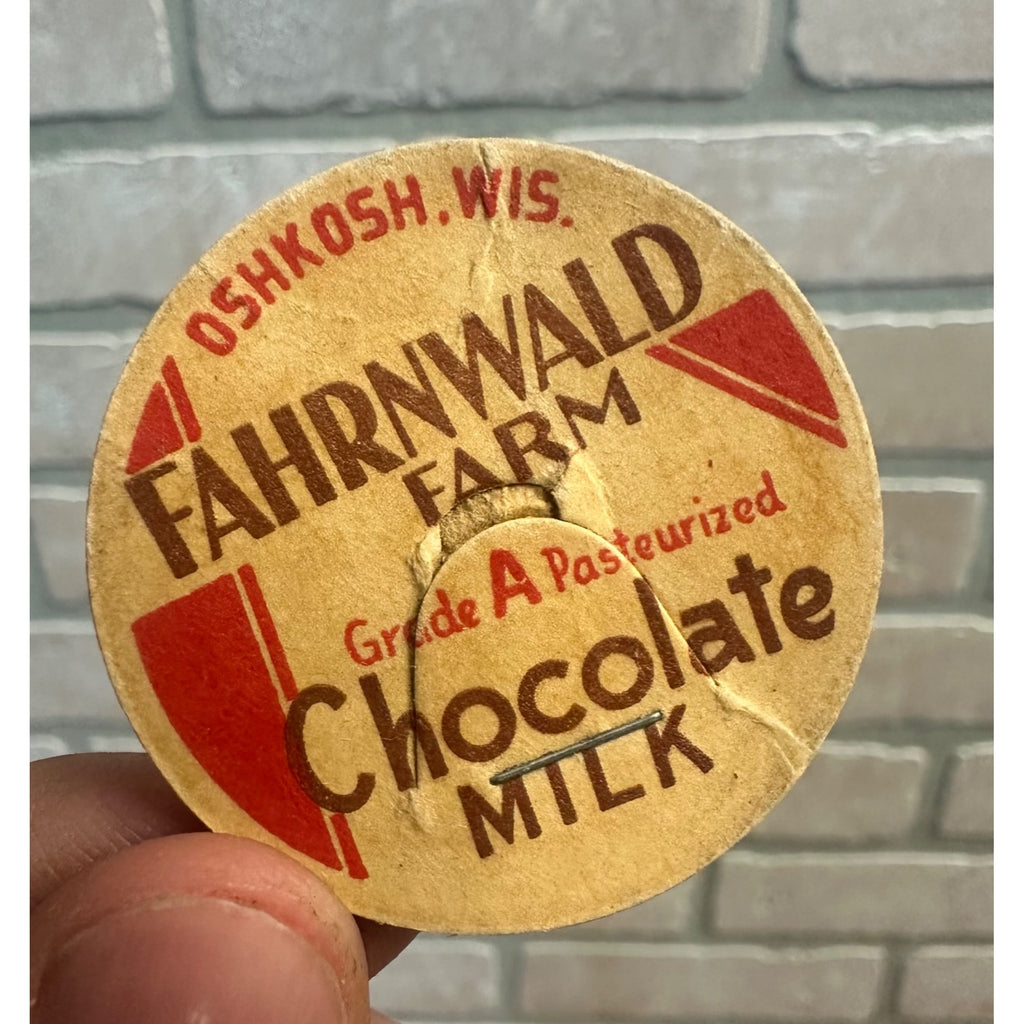 OSHKOSH, WIS.
FAHRNWALD
FARM
Grade A Pasteurized
Chocolate
MILK